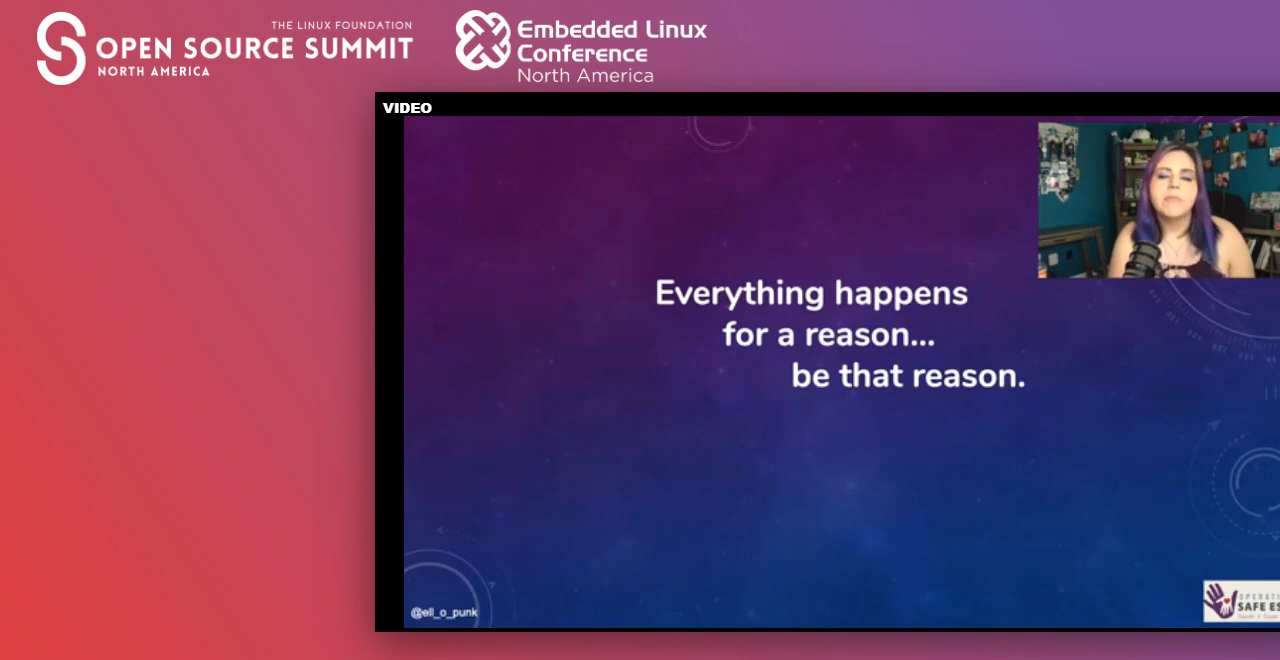 THE LINUX FOUNDATION
OPEN SOURCE SUMMIT
NORTH AMERICA
Embedded Linux
Conference
North America
VIDEO
Everything happens
for a reason...
be that reason.
@ell_o_punk
OPERATI
SAFE ES